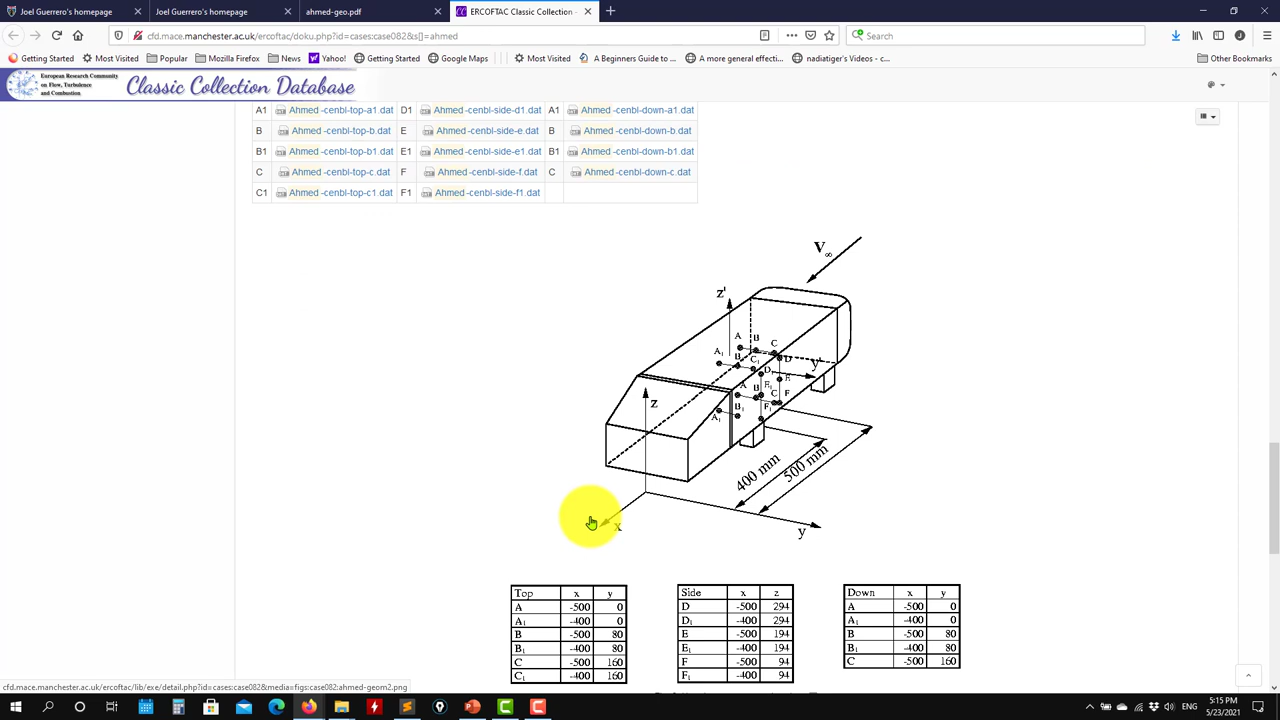 Joel Guerrero's homepage
Joel Guerrero's homepage
ahmed-geo.pdf
ERCOFTAC Classic Collection -
cfd.mace.manchester.ac.uk/ercoftac/doku.php?id=cases:case082&s[]=ahmed
Search
Getting Started
Most Visited
Popular
Mozilla Firefox
News
Yahoo!
Getting Started
Google Maps
Most Visited
A Beginners Guide to ...
A more general effecti...
nadiatiger's Videos - c...
Other Bookmarks
European Research Community
on Flow, Turbulence
and Combustion
Classic Collection Database
A1 Ahmed-cenbl-top-a1.dat D1 Ahmed-cenbl-side-d1.dat A1 Ahmed-cenbl-down-a1.dat
B Ahmed-cenbl-top-b.dat E Ahmed-cenbl-side-e.dat B Ahmed-cenbl-down-b.dat
B1 Ahmed-cenbl-top-b1.dat E1 Ahmed-cenbl-side-e1.dat B1 Ahmed-cenbl-down-b1.dat
C Ahmed-cenbl-top-c.dat F Ahmed-cenbl-side-f.dat C Ahmed-cenbl-down-c.dat
C1 Ahmed-cenbl-top-c1.dat F1 Ahmed-cenbl-side-f1.dat
V∞
z'
A B C
A₁ B₁ C₁ D
y'
D₁
A B E₁ E
z
C F
A₁ B₁ F₁
400 mm
500 mm
x
y
Top x y
A -500 0
A₁ -400 0
B -500 80
B₁ -400 80
C -500 160
C₁ -400 160
Side x z
D -500 294
D₁ -400 294
E -500 194
E₁ -400 194
F -500 94
F₁ -400 94
Down x y
A -500 0
A₁ -400 0
B -500 80
B₁ -400 80
C -500 160
cfd.mace.manchester.ac.uk/ercoftac/lib/exe/detail.php?id=cases:case082&media=figs:case082:ahmed-geom2.png
ENG
5:15 PM
5/23/2021